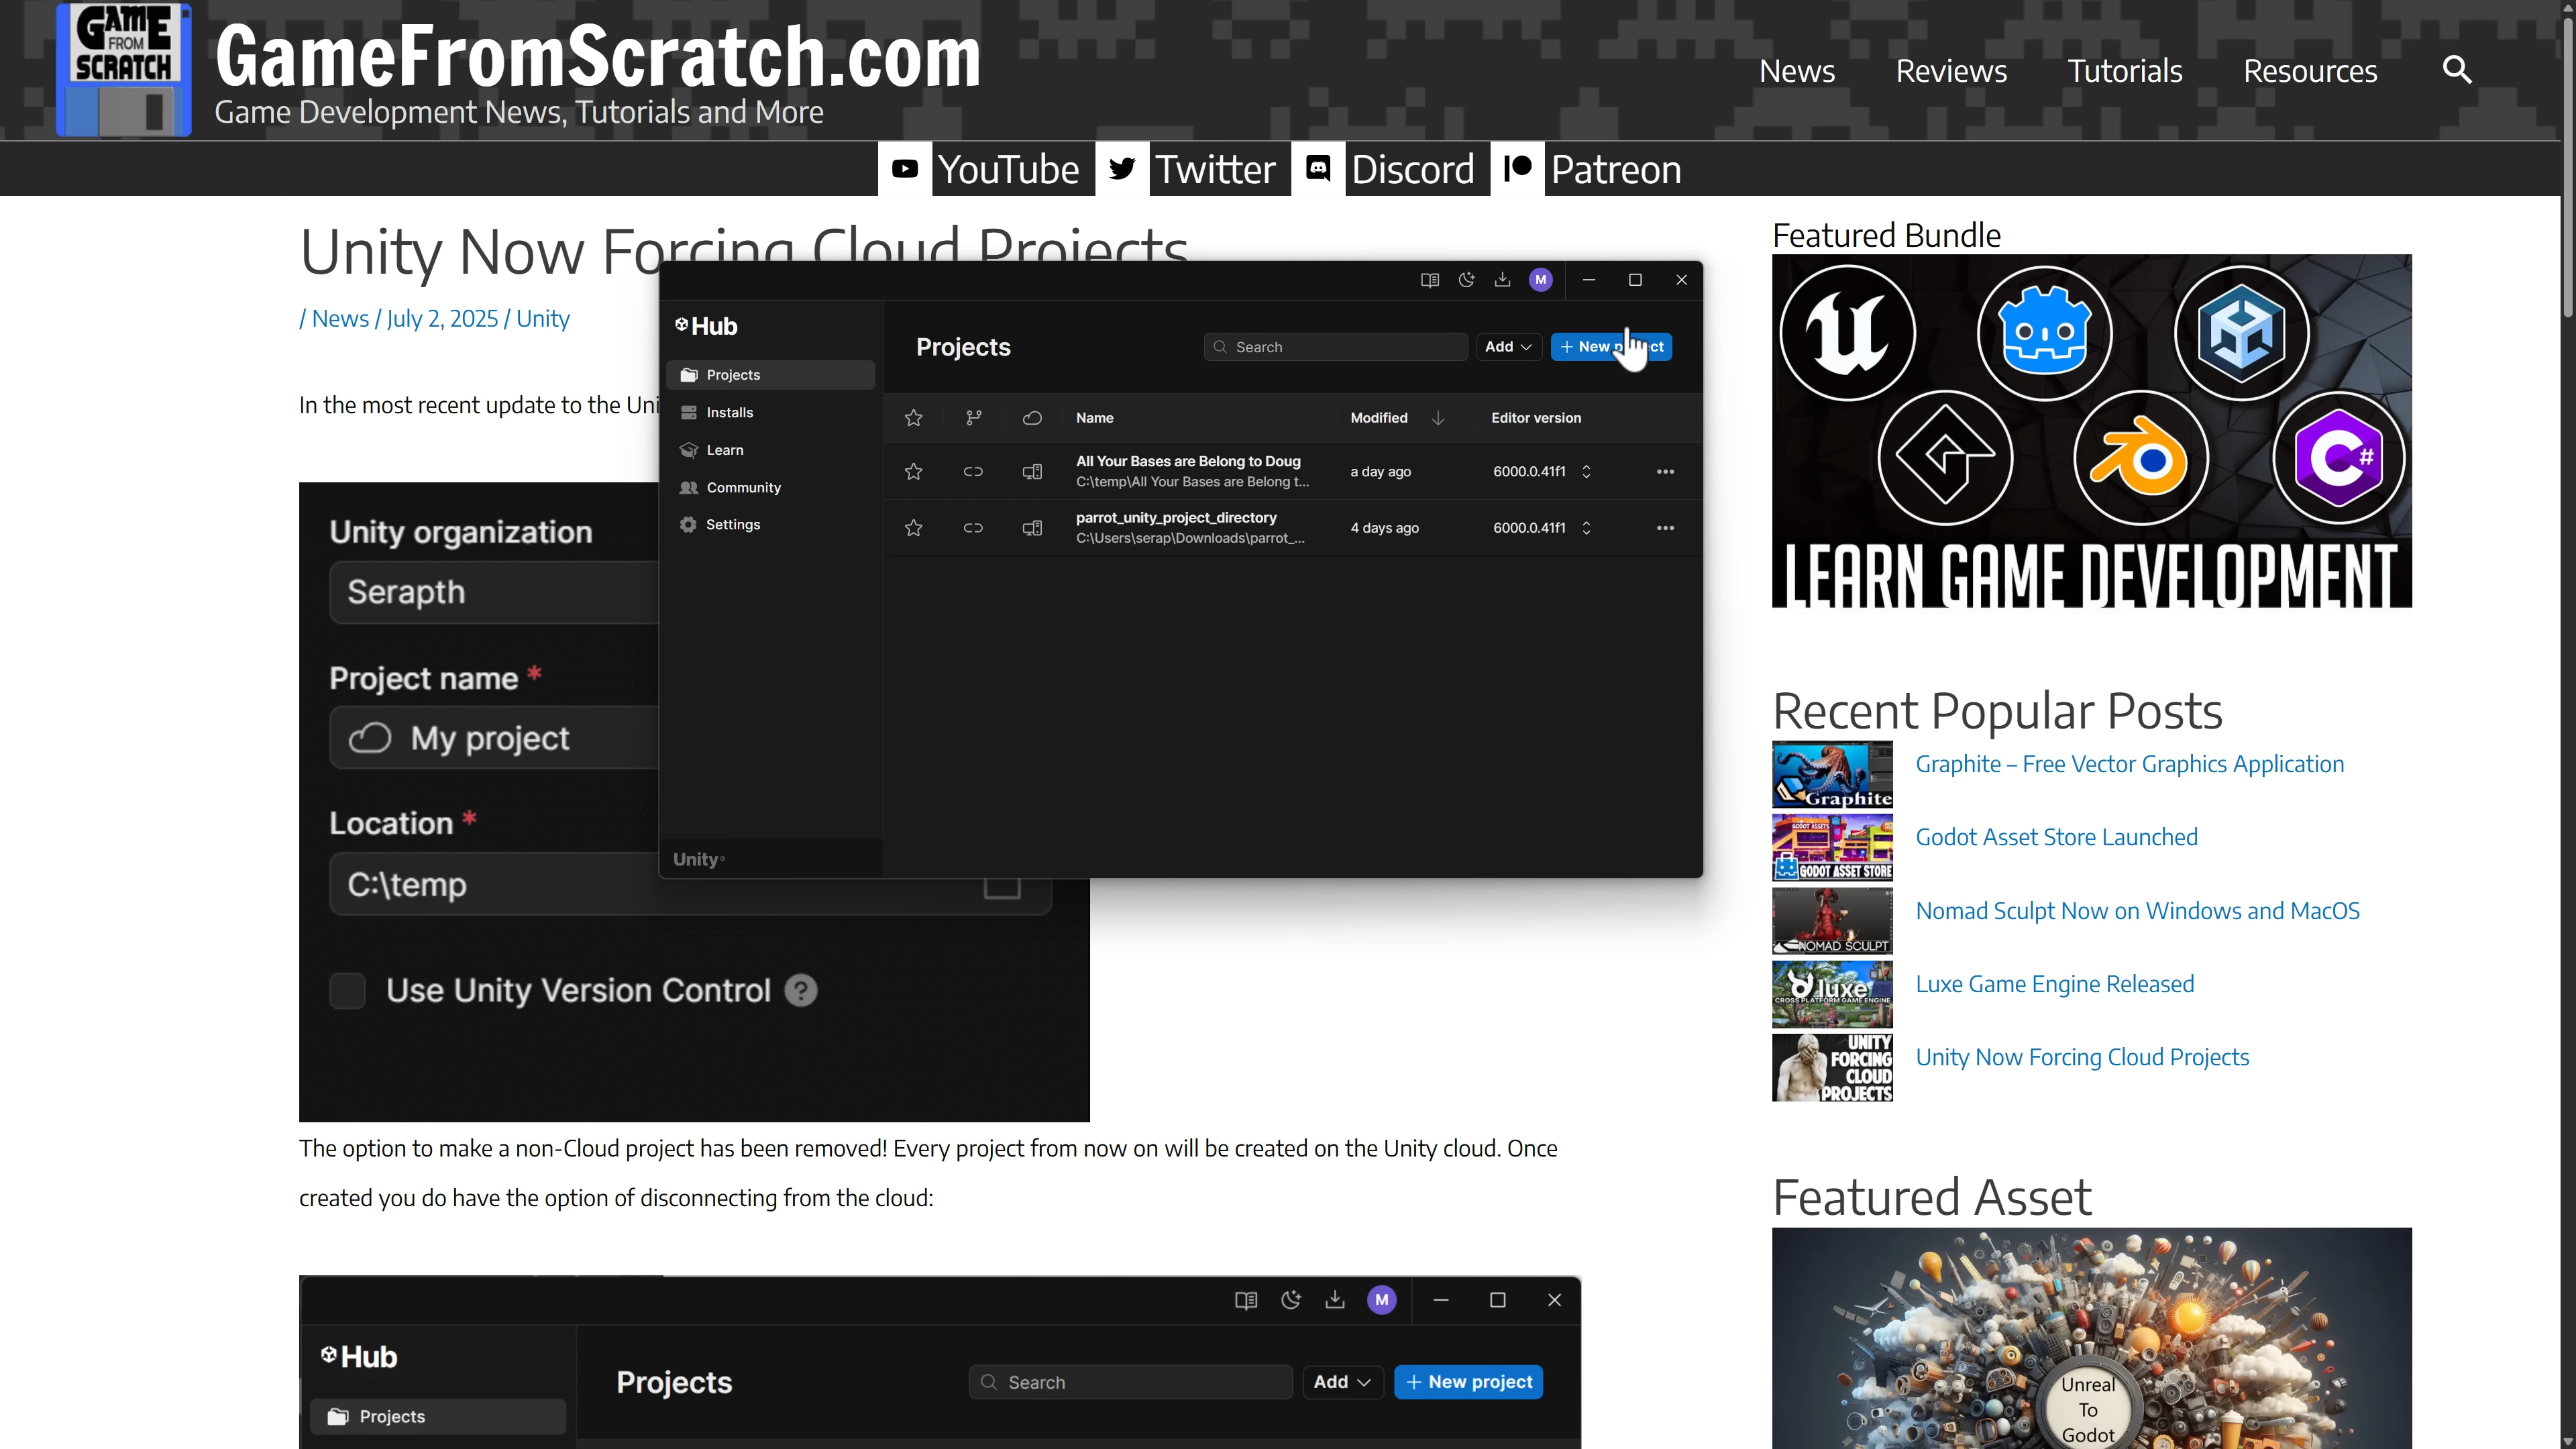 GAME
FROM
SCRATCH
GameFromScratch.com
Game Development News, Tutorials and More
News
Reviews
Tutorials
Resources
YouTube
Twitter
Discord
Patreon
Unity Now Forcing Cloud Projects
/ News / July 2, 2025 / Unity
In the most recent update to the Uni
Unity organization
Serapth
Project name *
My project
Location *
C:\temp
Use Unity Version Control ?
M
Hub
Projects
Installs
Learn
Community
Settings
Unity
Projects
Search
Add
+ New
Name
Modified
Editor version
All Your Bases are Belong to Doug
C:\temp\All Your Bases are Belong t...
a day ago
6000.0.41f1
parrot_unity_project_directory
C:\Users\serap\Downloads\parrot_...
4 days ago
6000.0.41f1
The option to make a non-Cloud project has been removed! Every project from now on will be created on the Unity cloud. Once
created you do have the option of disconnecting from the cloud:
M
Hub
Projects
Projects
Search
Add
+ New project
Featured Bundle
C#
LEARN GAME DEVELOPMENT
Recent Popular Posts
Graphite
Graphite – Free Vector Graphics Application
GODOT ASSETS
GODOT ASSET STORE
Godot Asset Store Launched
NOMAD SCULPT
Nomad Sculpt Now on Windows and MacOS
luxe
CROSS PLATFORM GAME ENGINE
Luxe Game Engine Released
UNITY
FORCING
CLOUD
PROJECTS
Unity Now Forcing Cloud Projects
Featured Asset
Unreal
To
Godot